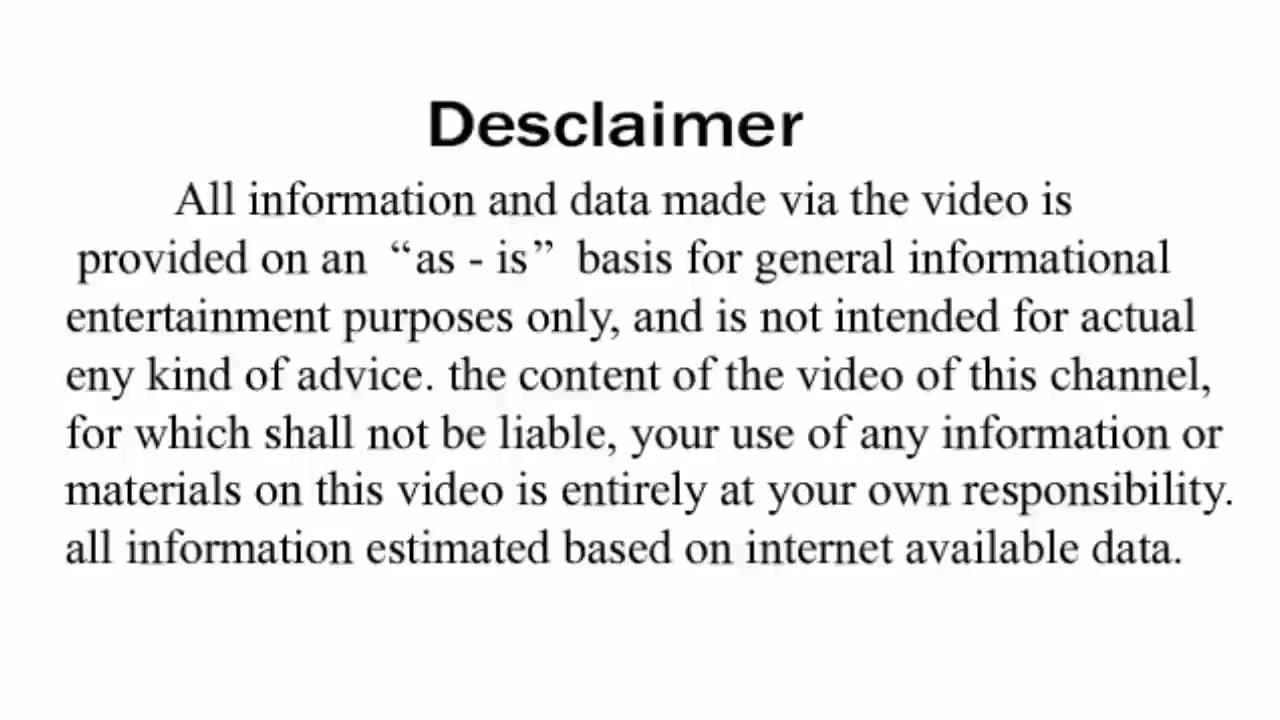 Desclaimer
All information and data made via the video is
provided on an “as - is” basis for general informational
entertainment purposes only, and is not intended for actual
eny kind of advice. the content of the video of this channel,
for which shall not be liable, your use of any information or
materials on this video is entirely at your own responsibility.
all information estimated based on internet available data.